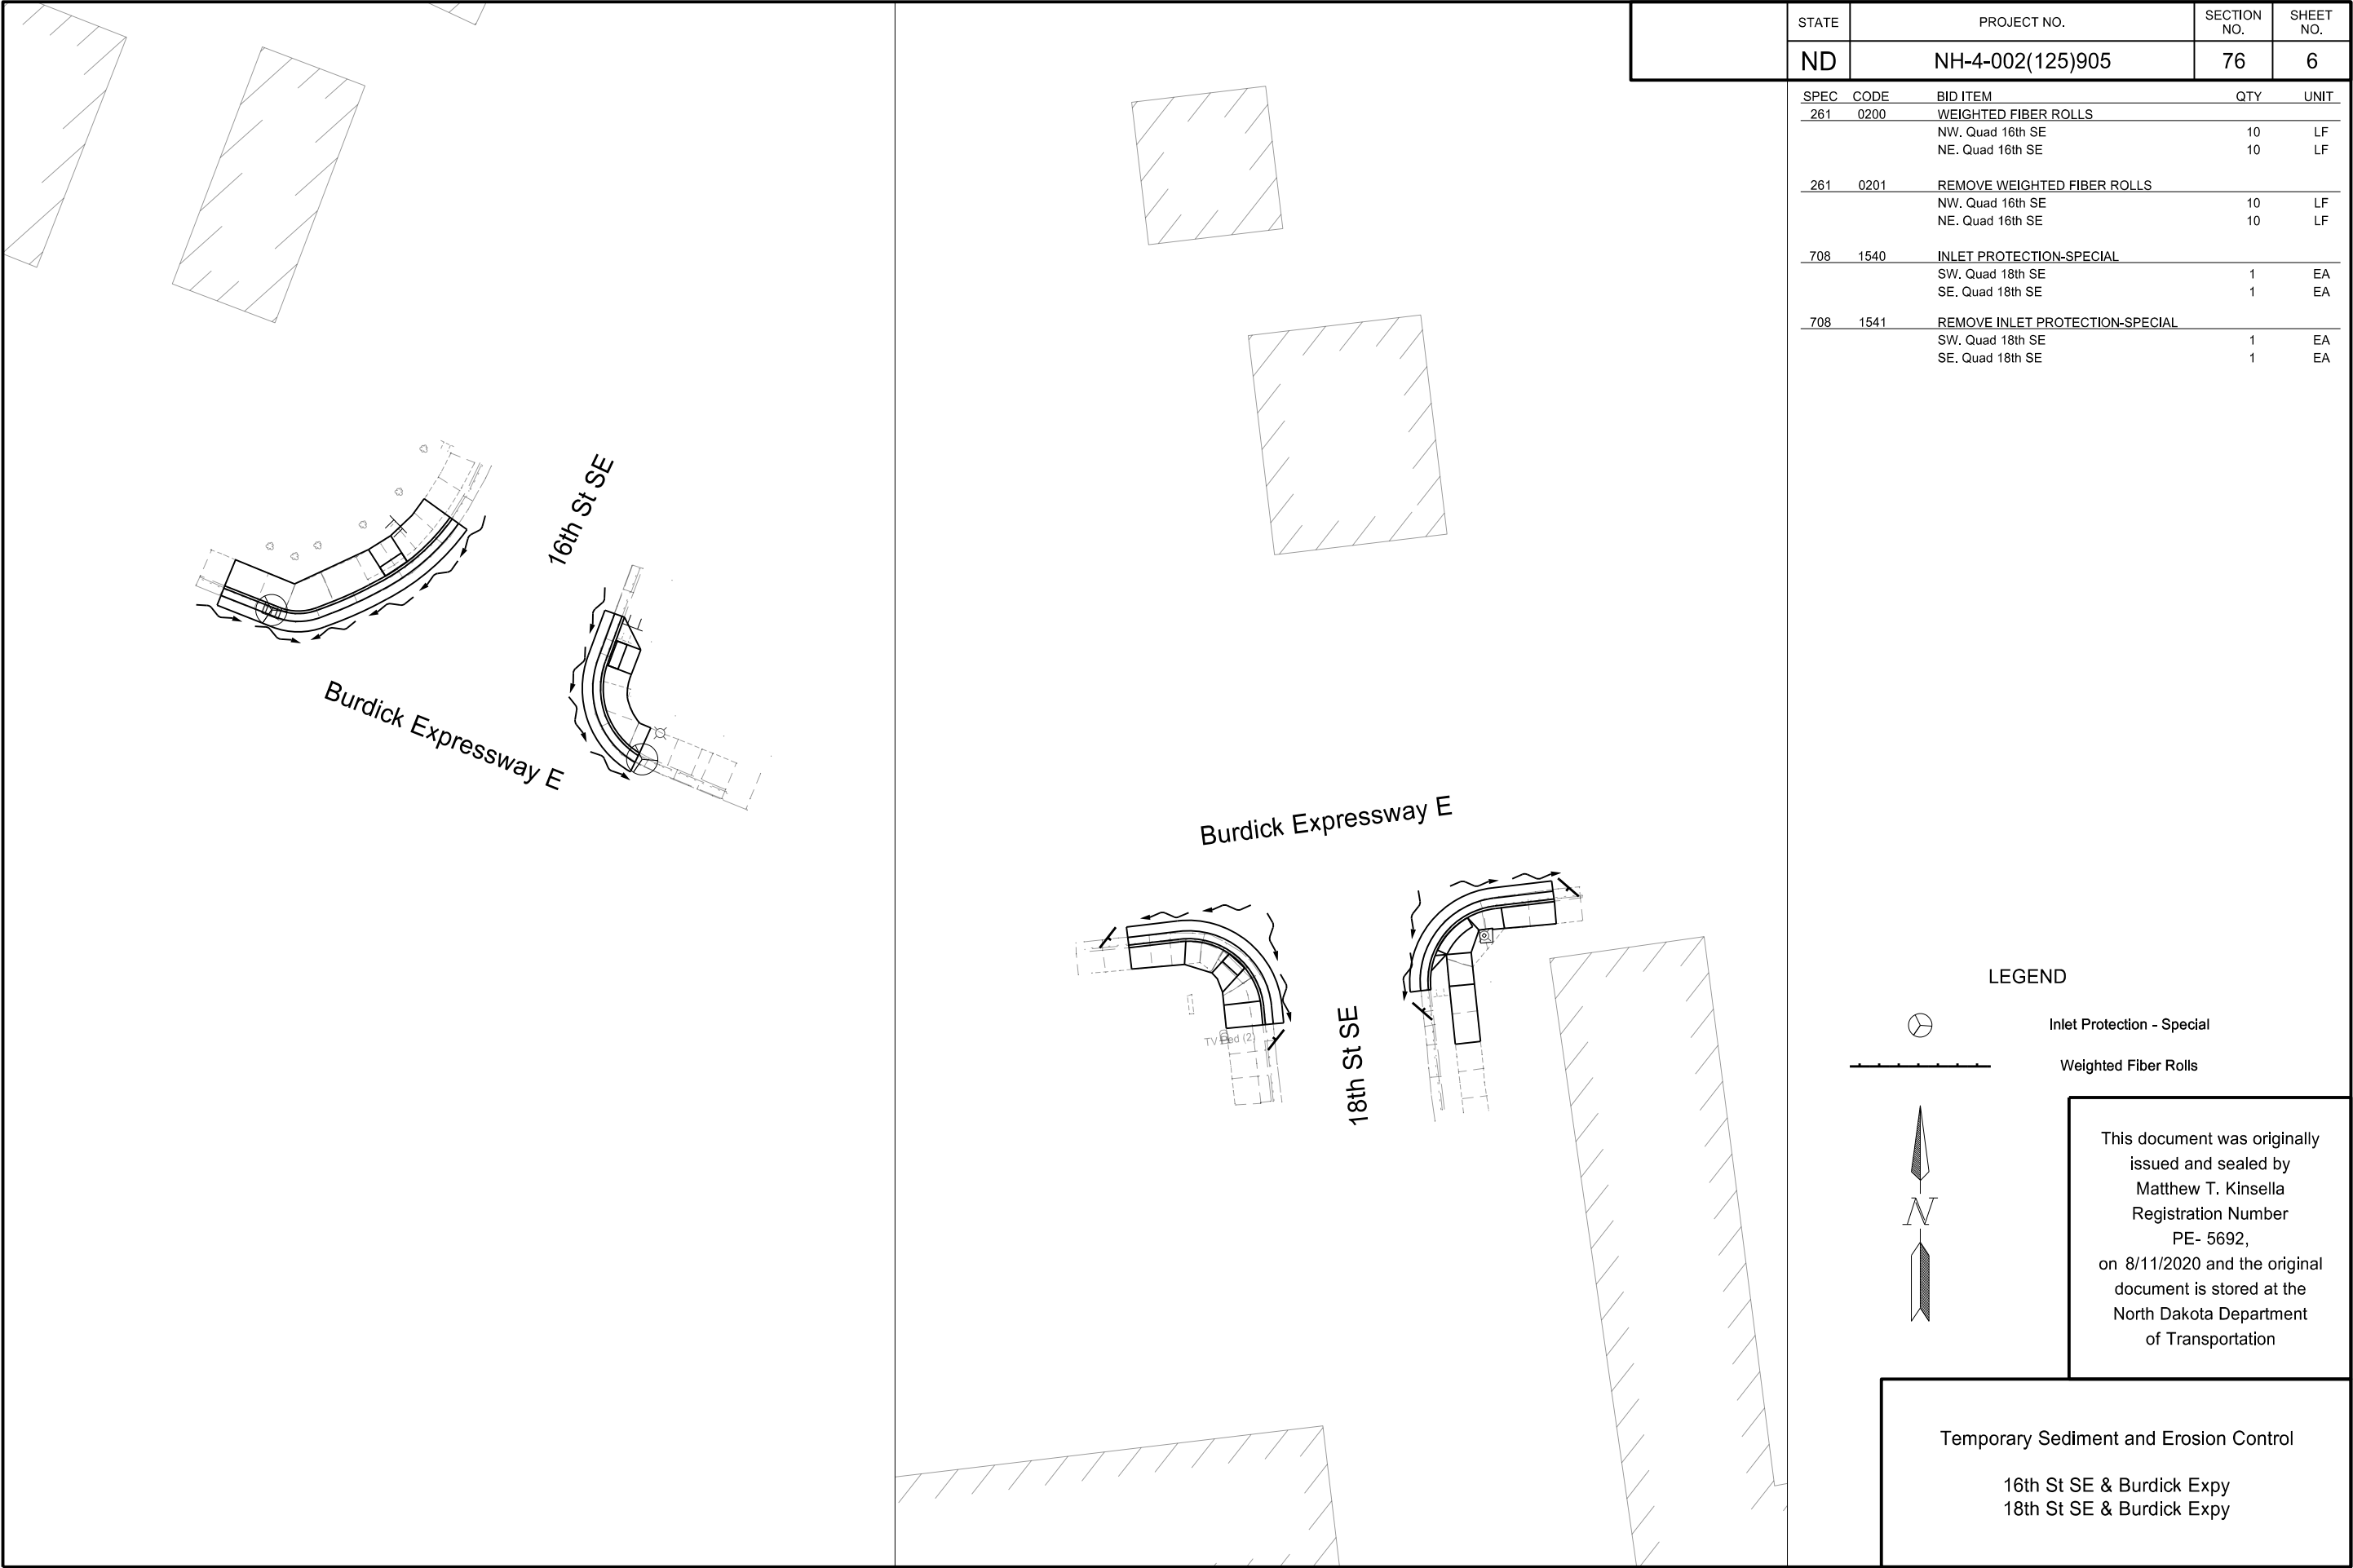 STATE PROJECT NO. SECTION NO. SHEET NO.
ND NH-4-002(125)905 76 6
SPEC CODE BID ITEM QTY UNIT
261 0200 WEIGHTED FIBER ROLLS
NW. Quad 16th SE 10 LF
NE. Quad 16th SE 10 LF
261 0201 REMOVE WEIGHTED FIBER ROLLS
NW. Quad 16th SE 10 LF
NE. Quad 16th SE 10 LF
708 1540 INLET PROTECTION-SPECIAL
SW. Quad 18th SE 1 EA
SE. Quad 18th SE 1 EA
708 1541 REMOVE INLET PROTECTION-SPECIAL
SW. Quad 18th SE 1 EA
SE. Quad 18th SE 1 EA
16th St SE
Burdick Expressway E
Burdick Expressway E
18th St SE
TV Ped (2)
LEGEND
Inlet Protection - Special
Weighted Fiber Rolls
N
This document was originally
issued and sealed by
Matthew T. Kinsella
Registration Number
PE- 5692,
on 8/11/2020 and the original
document is stored at the
North Dakota Department
of Transportation
Temporary Sediment and Erosion Control
16th St SE & Burdick Expy
18th St SE & Burdick Expy